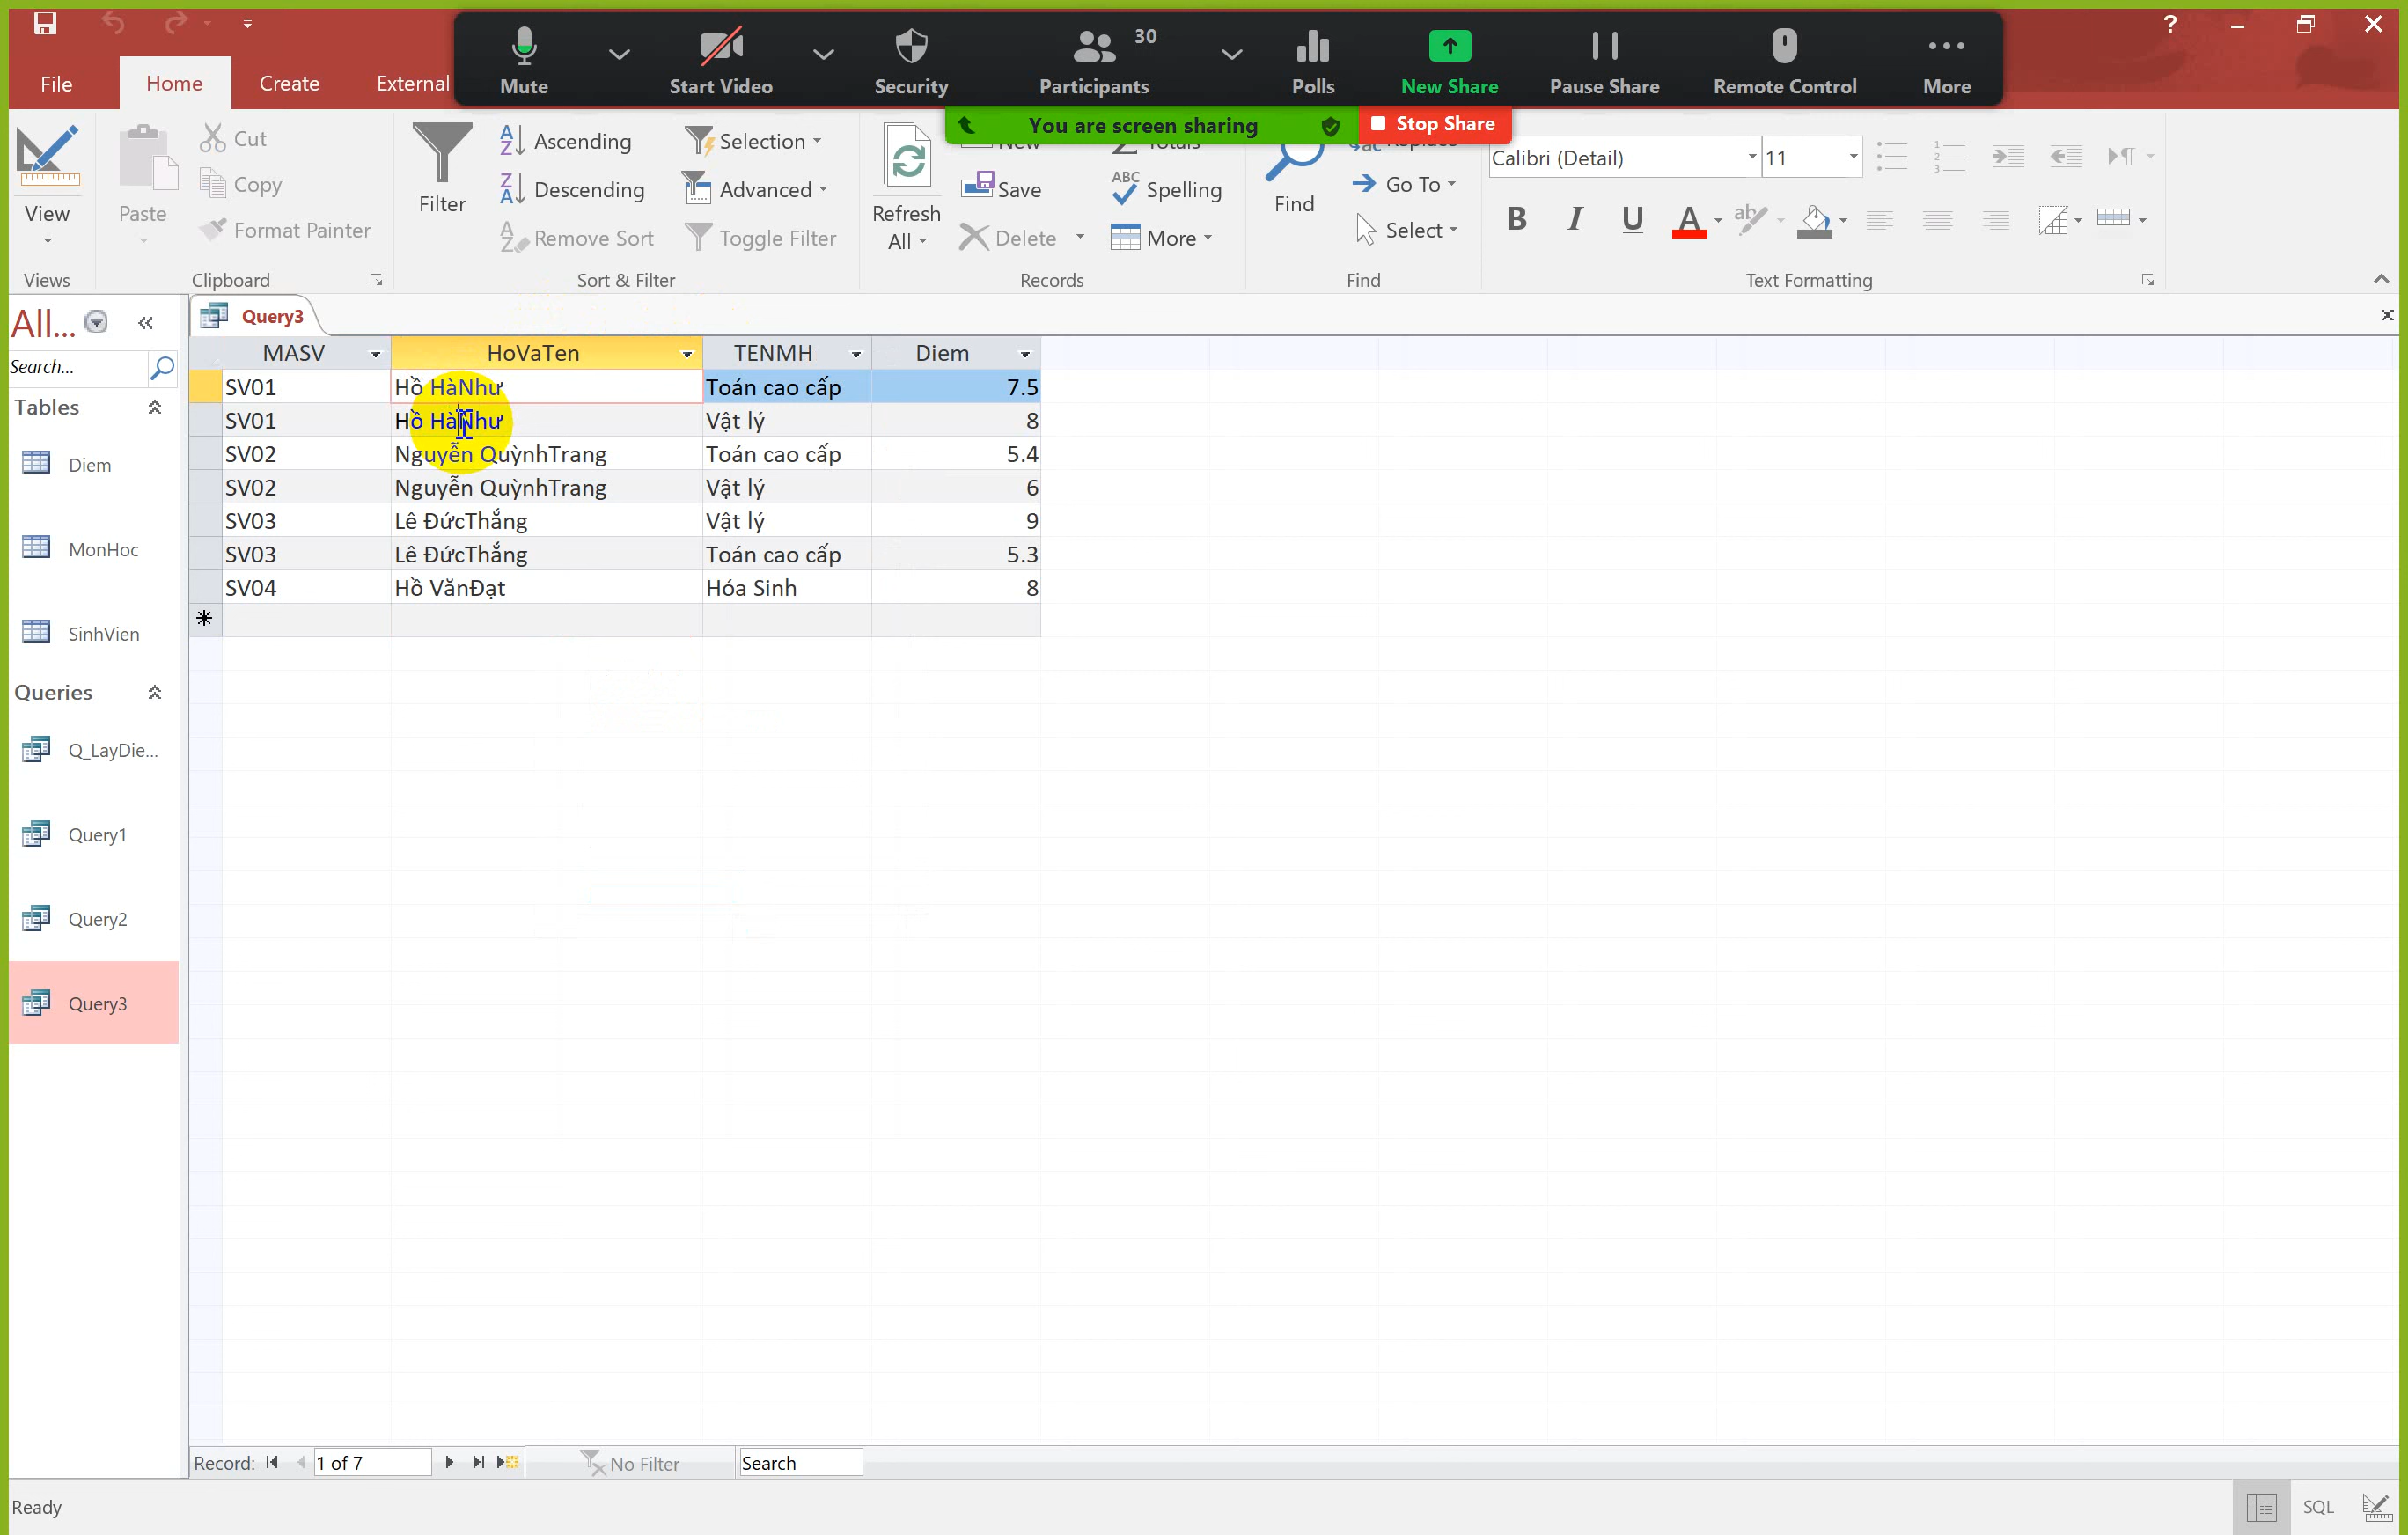 Mute
Start Video
Security
Participants
30
Polls
New Share
Pause Share
Remote Control
More
You are screen sharing
Stop Share
File
Home
Create
External
View
Views
Paste
Cut
Copy
Format Painter
Clipboard
Filter
Ascending
Descending
Remove Sort
Selection
Advanced
Toggle Filter
Sort & Filter
Refresh
All
New
Save
Delete
Totals
Spelling
More
Records
Find
Replace
Go To
Select
Find
Calibri (Detail)
11
B I U A
Text Formatting
All...
Search...
Tables
Diem
MonHoc
SinhVien
Queries
Q_LayDie...
Query1
Query2
Query3
Query3
MASV HoVaTen TENMH Diem
SV01 Hồ HàNhư Toán cao cấp 7.5
SV01 Hồ HàNhư Vật lý 8
SV02 Nguyễn QuỳnhTrang Toán cao cấp 5.4
SV02 Nguyễn QuỳnhTrang Vật lý 6
SV03 Lê ĐứcThắng Vật lý 9
SV03 Lê ĐứcThắng Toán cao cấp 5.3
SV04 Hồ VănĐạt Hóa Sinh 8
Record: 1 of 7 No Filter Search
Ready
SQL